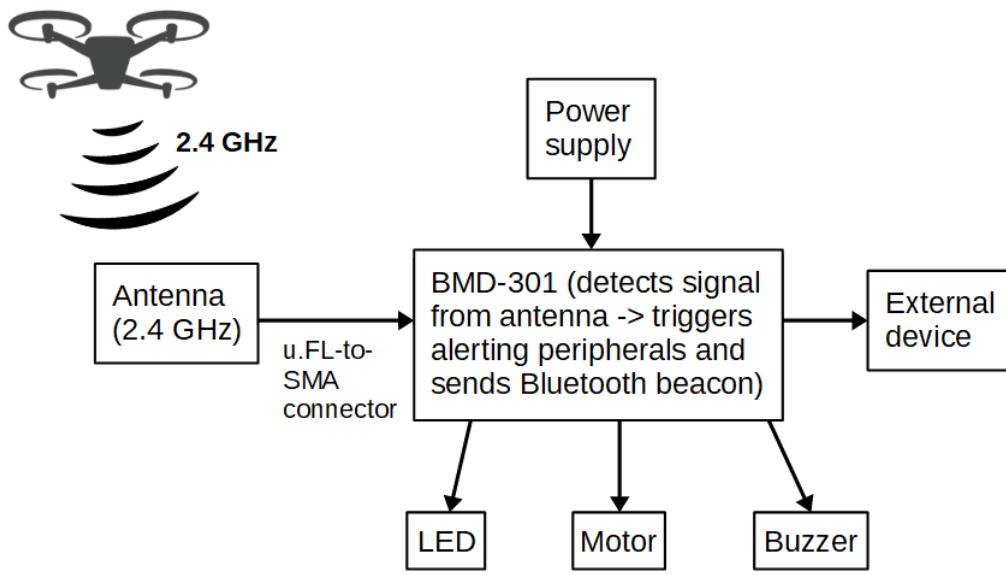 2.4 GHz
Power
supply
Antenna
(2.4 GHz)
u.FL-to-
SMA
connector
BMD-301 (detects signal
from antenna -> triggers
alerting peripherals and
sends Bluetooth beacon)
External
device
LED
Motor
Buzzer